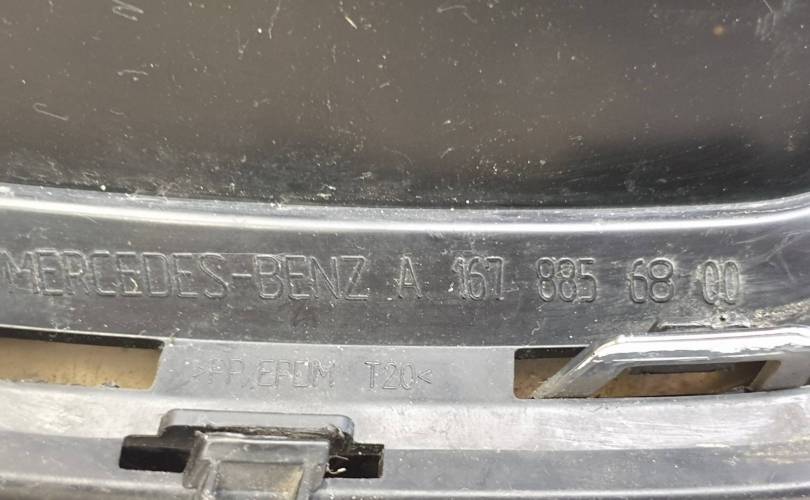 MERCEDES-BENZ A 167 885 68 00
>PP/EPDM T20<